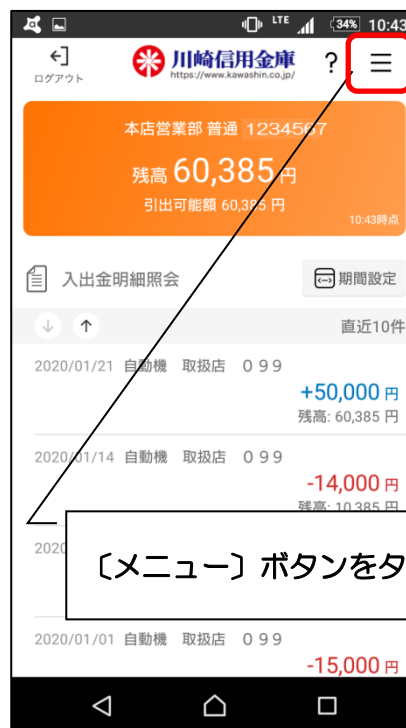 LTE 34% 10:43
ログアウト
川崎信用金庫
https://www.kawashin.co.jp/
?
本店営業部 普通 1234567
残高 60,385 円
引出可能額 60,385 円
10:43時点
入出金明細照会
期間設定
直近10件
2020/01/21 自動機 取扱店 099
+50,000 円
残高: 60,385 円
2020/01/14 自動機 取扱店 099
-14,000 円
残高: 10,385 円
2020
〔メニュー〕ボタンをタ
2020/01/01 自動機 取扱店 099
-15,000 円